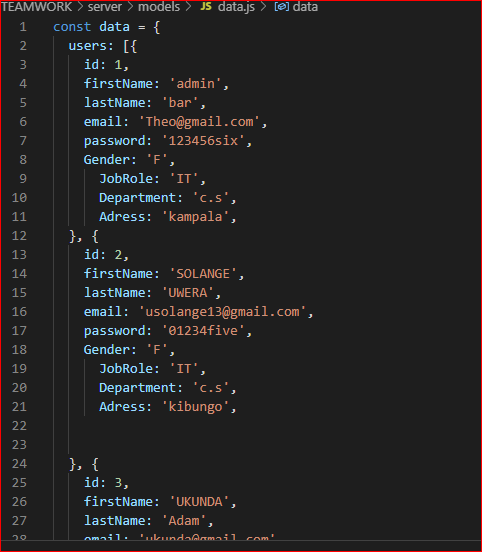 TEAMWORK > server > models > JS data.js > data
1 const data = {
2 users: [{
3 id: 1,
4 firstName: 'admin',
5 lastName: 'bar',
6 email: 'Theo@gmail.com',
7 password: '123456six',
8 Gender: 'F',
9 JobRole: 'IT',
10 Department: 'c.s',
11 Adress: 'kampala',
12 }, {
13 id: 2,
14 firstName: 'SOLANGE',
15 lastName: 'UWERA',
16 email: 'usolange13@gmail.com',
17 password: '01234five',
18 Gender: 'F',
19 JobRole: 'IT',
20 Department: 'c.s',
21 Adress: 'kibungo',
22
23
24 }, {
25 id: 3,
26 firstName: 'UKUNDA',
27 lastName: 'Adam',
28 email: 'ukunda@gmail.com'